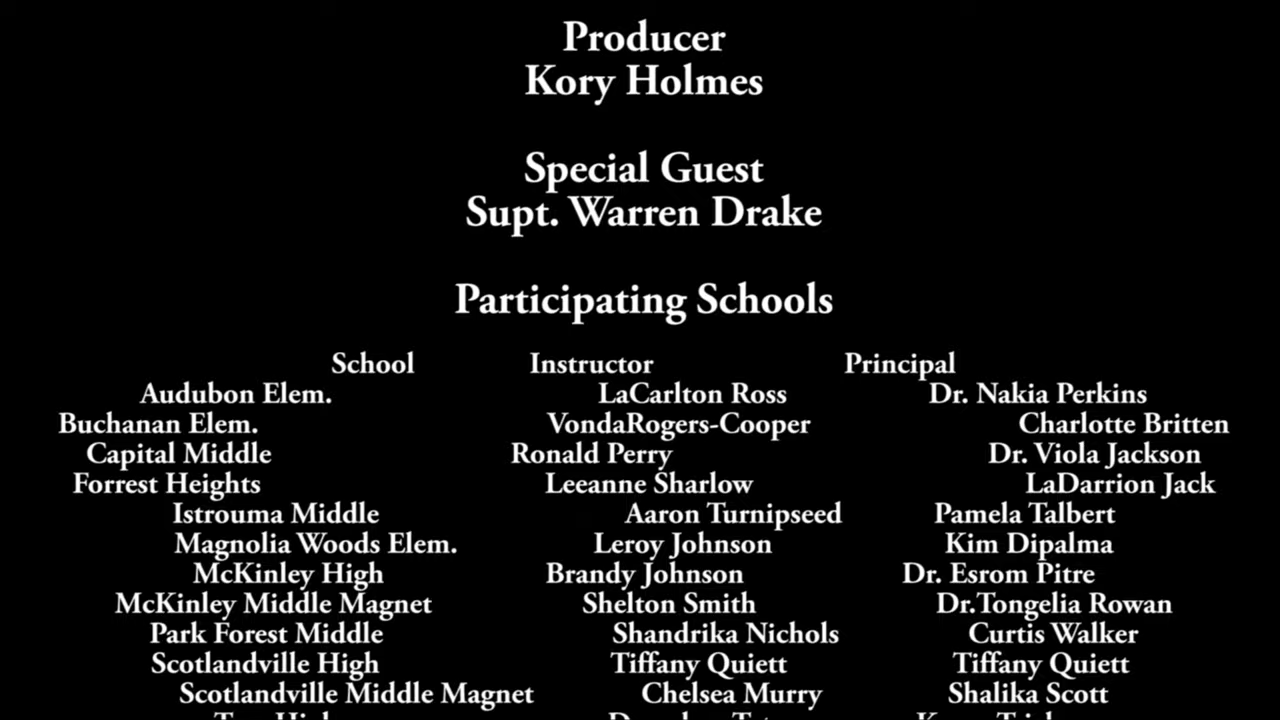 Producer
Kory Holmes
Special Guest
Supt. Warren Drake
Participating Schools
School Instructor Principal
Audubon Elem. LaCarlton Ross Dr. Nakia Perkins
Buchanan Elem. VondaRogers-Cooper Charlotte Britten
Capital Middle Ronald Perry Dr. Viola Jackson
Forrest Heights Leeanne Sharlow LaDarrion Jack
Istrouma Middle Aaron Turnipseed Pamela Talbert
Magnolia Woods Elem. Leroy Johnson Kim Dipalma
McKinley High Brandy Johnson Dr. Esrom Pitre
McKinley Middle Magnet Shelton Smith Dr.Tongelia Rowan
Park Forest Middle Shandrika Nichols Curtis Walker
Scotlandville High Tiffany Quiett Tiffany Quiett
Scotlandville Middle Magnet Chelsea Murry Shalika Scott